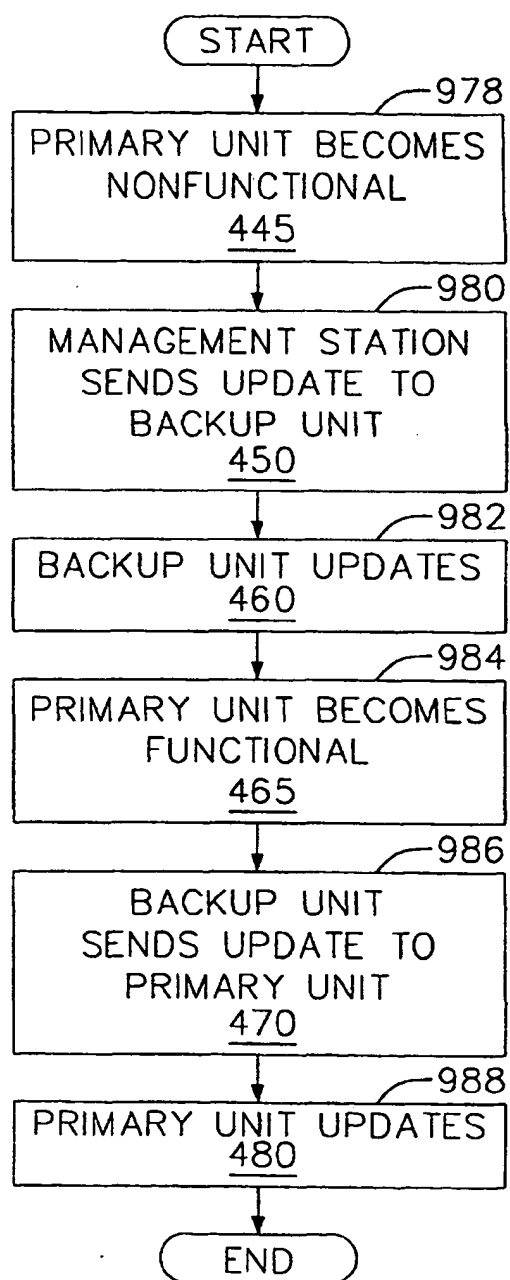 START
978
PRIMARY UNIT BECOMES
NONFUNCTIONAL
445
980
MANAGEMENT STATION
SENDS UPDATE TO
BACKUP UNIT
450
982
BACKUP UNIT UPDATES
460
984
PRIMARY UNIT BECOMES
FUNCTIONAL
465
986
BACKUP UNIT
SENDS UPDATE TO
PRIMARY UNIT
470
988
PRIMARY UNIT UPDATES
480
END